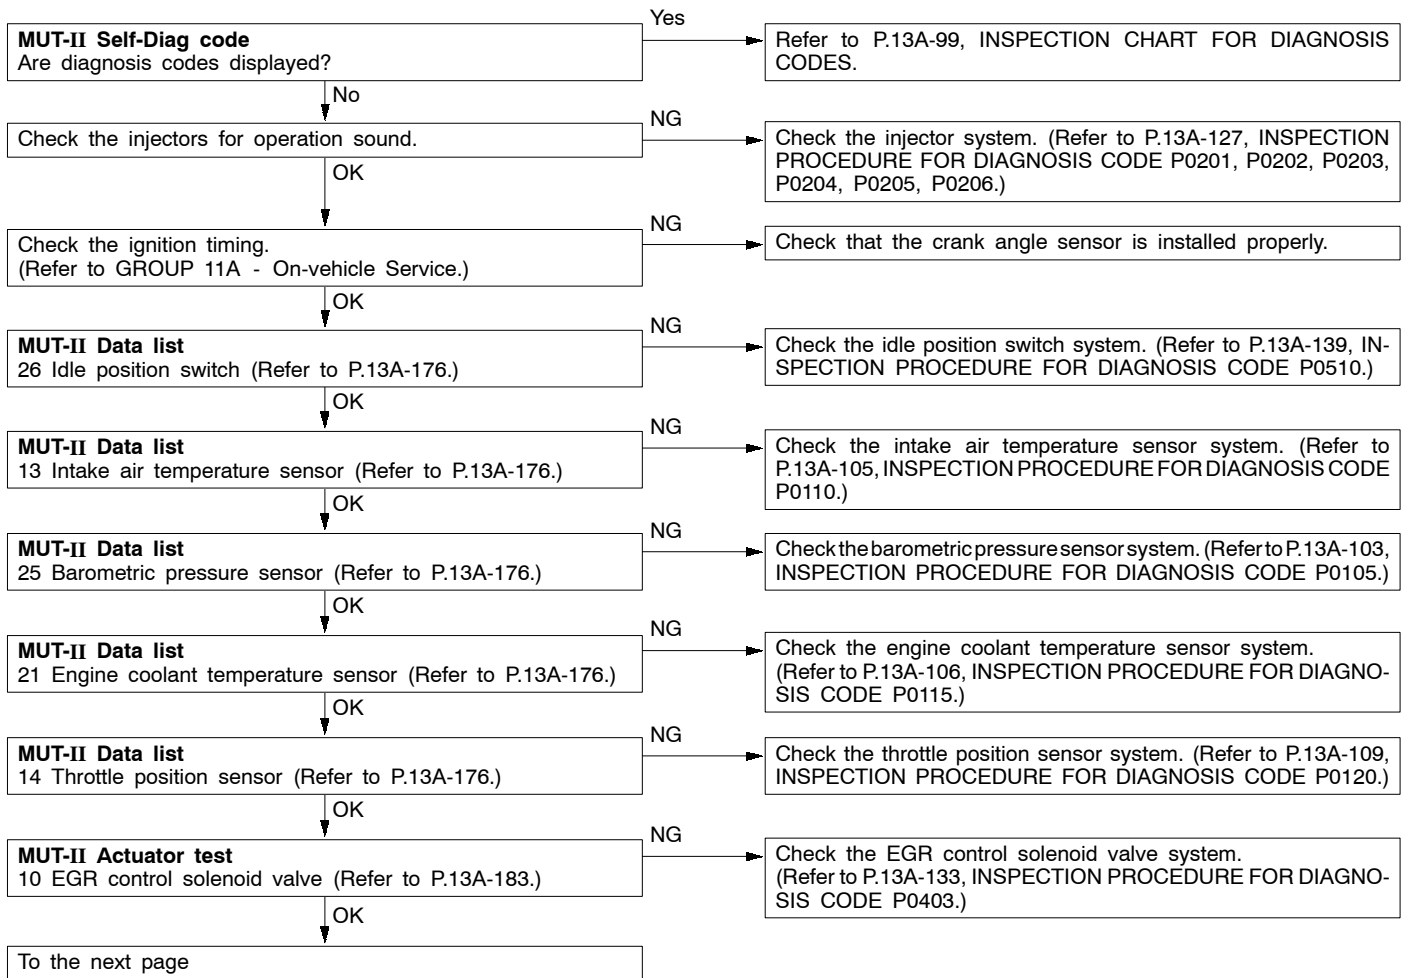 MUT-II Self-Diag code
Are diagnosis codes displayed?
Yes
Refer to P.13A-99, INSPECTION CHART FOR DIAGNOSIS
CODES.
No
Check the injectors for operation sound.
NG
Check the injector system. (Refer to P.13A-127, INSPECTION
PROCEDURE FOR DIAGNOSIS CODE P0201, P0202, P0203,
P0204, P0205, P0206.)
OK
Check the ignition timing.
(Refer to GROUP 11A - On-vehicle Service.)
NG
Check that the crank angle sensor is installed properly.
OK
MUT-II Data list
26 Idle position switch (Refer to P.13A-176.)
NG
Check the idle position switch system. (Refer to P.13A-139, IN-
SPECTION PROCEDURE FOR DIAGNOSIS CODE P0510.)
OK
MUT-II Data list
13 Intake air temperature sensor (Refer to P.13A-176.)
NG
Check the intake air temperature sensor system. (Refer to
P.13A-105, INSPECTION PROCEDURE FOR DIAGNOSIS CODE
P0110.)
OK
MUT-II Data list
25 Barometric pressure sensor (Refer to P.13A-176.)
NG
Check the barometric pressure sensor system. (Refer to P.13A-103,
INSPECTION PROCEDURE FOR DIAGNOSIS CODE P0105.)
OK
MUT-II Data list
21 Engine coolant temperature sensor (Refer to P.13A-176.)
NG
Check the engine coolant temperature sensor system.
(Refer to P.13A-106, INSPECTION PROCEDURE FOR DIAGNO-
SIS CODE P0115.)
OK
MUT-II Data list
14 Throttle position sensor (Refer to P.13A-176.)
NG
Check the throttle position sensor system. (Refer to P.13A-109,
INSPECTION PROCEDURE FOR DIAGNOSIS CODE P0120.)
OK
MUT-II Actuator test
10 EGR control solenoid valve (Refer to P.13A-183.)
NG
Check the EGR control solenoid valve system.
(Refer to P.13A-133, INSPECTION PROCEDURE FOR DIAGNO-
SIS CODE P0403.)
OK
To the next page